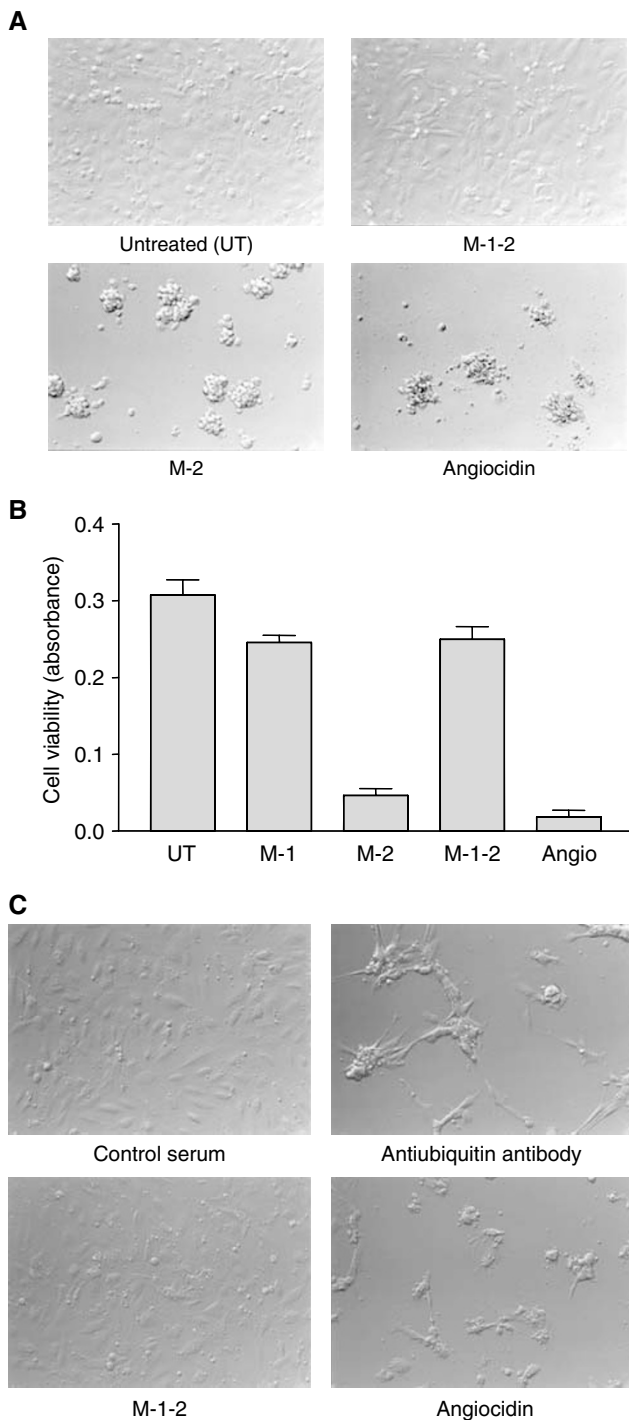 A
Untreated (UT)
M-1-2
M-2
Angiocidin
B
Cell viability (absorbance)
0.4
0.3
0.2
0.1
0.0
UT
M-1
M-2
M-1-2
Angio
C
Control serum
Antiubiquitin antibody
M-1-2
Angiocidin